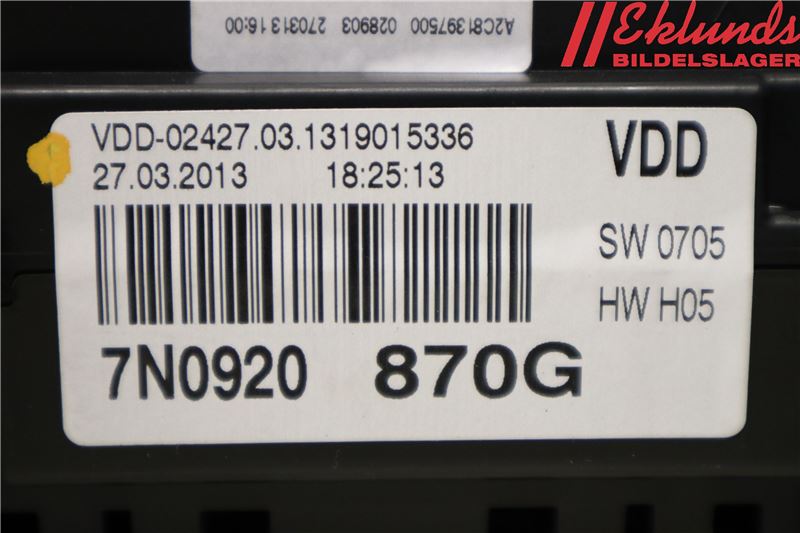 A2C81397500 028903 270313 16:00
Eklunds
BILDELSLAGER
VDD-02427.03.1319015336
27.03.2013 18:25:13
VDD
SW 0705
HW H05
7N0920 870G